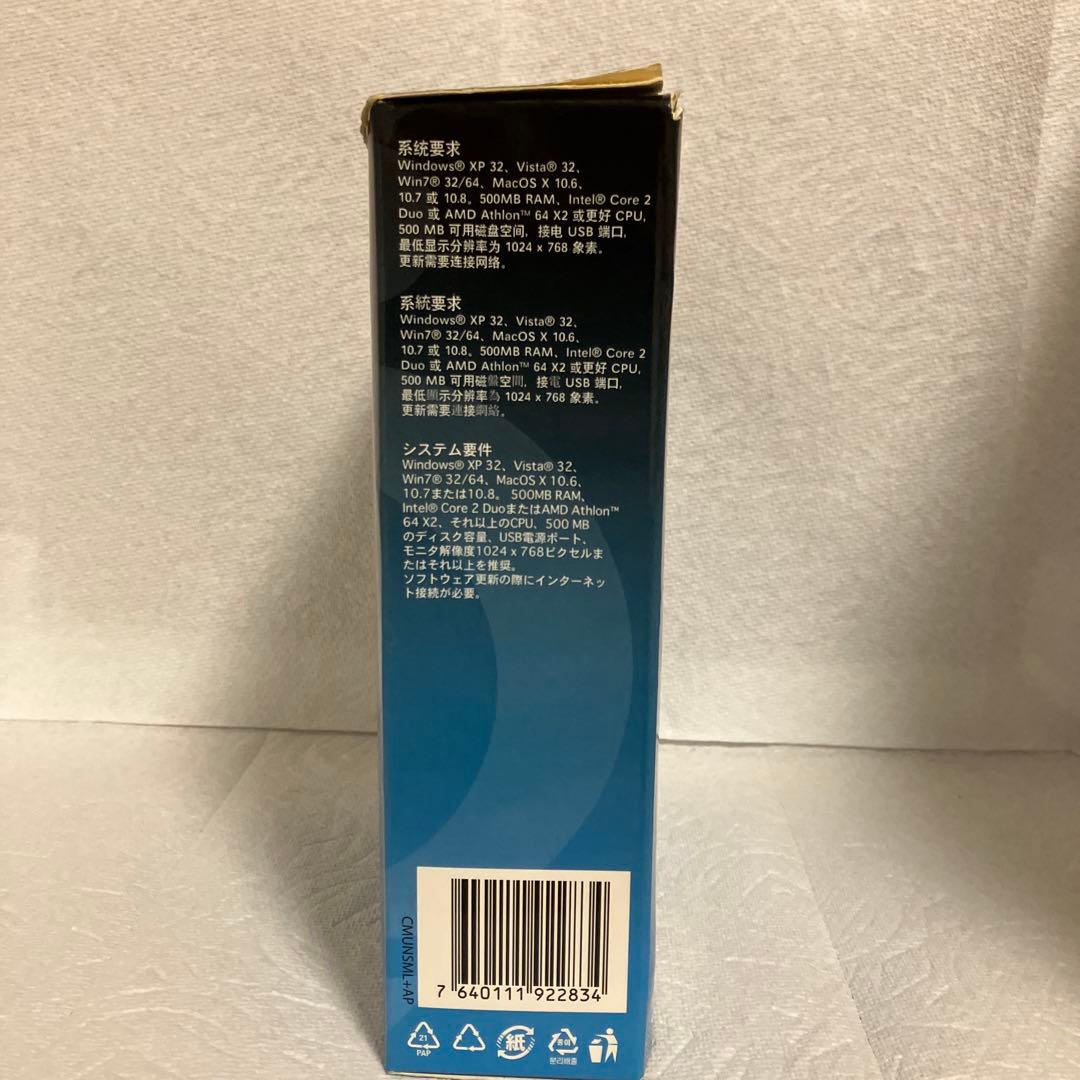 系统要求
Windows® XP 32、Vista® 32、
Win7® 32/64、MacOS X 10.6、
10.7 或 10.8。500MB RAM、Intel® Core 2
Duo 或 AMD Athlon™ 64 X2 或更好 CPU,
500 MB 可用磁盘空间, 接电 USB 端口,
最低显示分辨率为 1024 x 768 象素。
更新需要连接网络。
系統要求
Windows® XP 32、Vista® 32、
Win7® 32/64、MacOS X 10.6、
10.7 或 10.8。500MB RAM、Intel® Core 2
Duo 或 AMD Athlon™ 64 X2 或更好 CPU,
500 MB 可用磁盤空間, 接電 USB 端口,
最低顯示分辨率為 1024 x 768 象素。
更新需要連接網絡。
システム要件
Windows® XP 32、Vista® 32、
Win7® 32/64、MacOS X 10.6、
10.7または10.8。 500MB RAM、
Intel® Core 2 DuoまたはAMD Athlon™
64 X2、それ以上のCPU、500 MB
のディスク容量、USB電源ポート、
モニタ解像度1024 x 768ピクセルま
たはそれ以上を推奨。
ソフトウェア更新の際にインターネッ
ト接続が必要。
CMUNSML+AP
7 640111 922834
21
PAP
紙
종이
분리배출